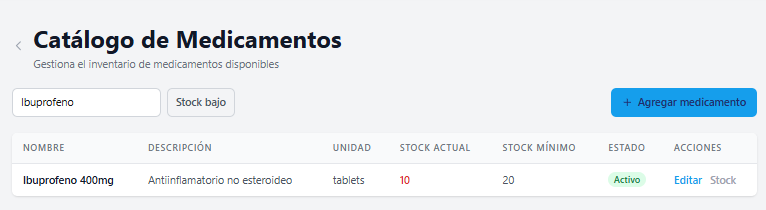 Catálogo de Medicamentos
Gestiona el inventario de medicamentos disponibles
Ibuprofeno Stock bajo + Agregar medicamento
NOMBRE DESCRIPCIÓN UNIDAD STOCK ACTUAL STOCK MÍNIMO ESTADO ACCIONES
Ibuprofeno 400mg Antiinflamatorio no esteroideo tablets 10 20 Activo Editar Stock